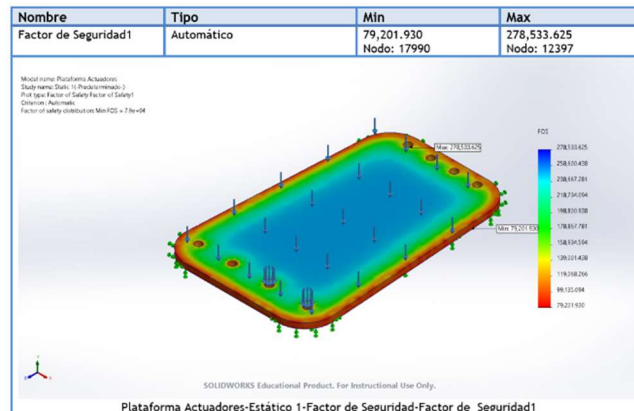 Nombre Tipo Min Max
Factor de Seguridad1 Automático 79,201.930 278,533.625
Nodo: 17990 Nodo: 12397
Model name: Plataforma Actuadores
Study name: Static 1(-Predeterminado-)
Plot type: Factor of Safety Factor of Safety1
Criterion : Automatic
Factor of safety distribution: Min FOS = 7.9e+04
FOS
Max: 278,533.625
278,533.625
258,600.438
238,667.281
218,734.094
198,800.938
178,867.781
158,934.594
139,001.438
119,068.266
99,135.094
79,201.930
Min: 79,201.930
SOLIDWORKS Educational Product. For Instructional Use Only.
Plataforma Actuadores-Estático 1-Factor de Seguridad-Factor de Seguridad1